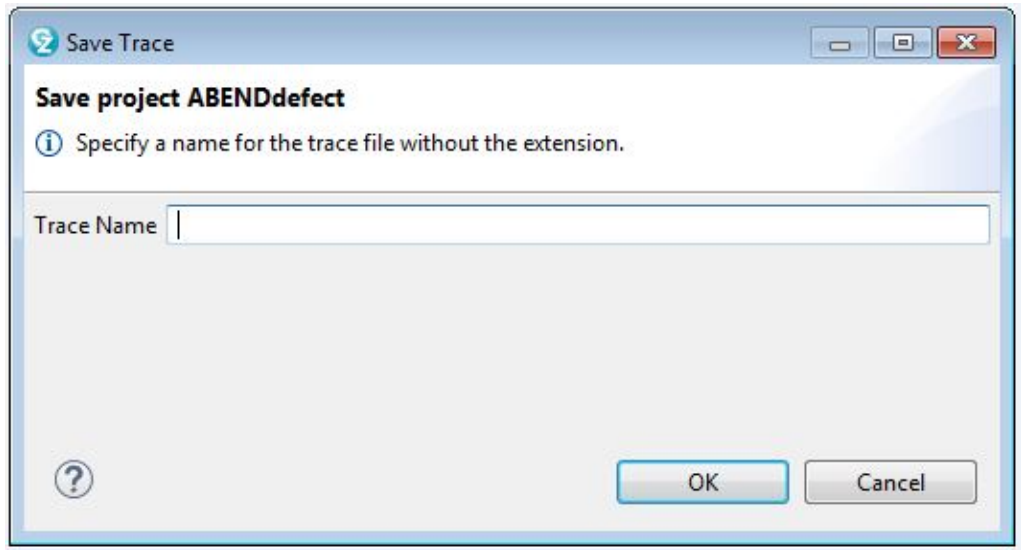 Save Trace
Save project ABENDdefect
Specify a name for the trace file without the extension.
Trace Name
OK Cancel